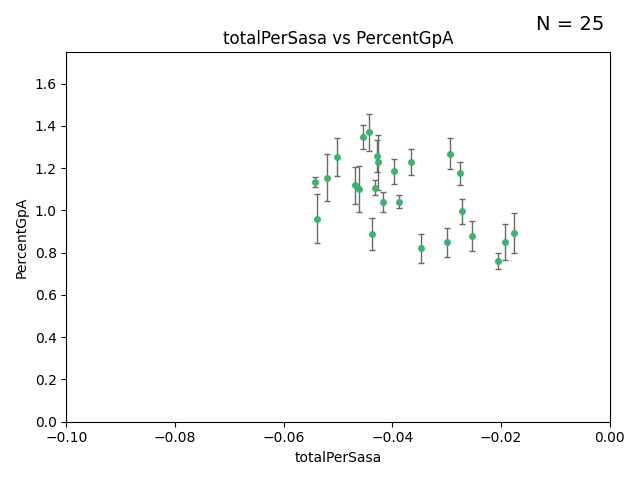 N = 25
totalPerSasa vs PercentGpA
PercentGpA
1.6
1.4
1.2
1.0
0.8
0.6
0.4
0.2
0.0
−0.10 −0.08 −0.06 −0.04 −0.02 0.00
totalPerSasa